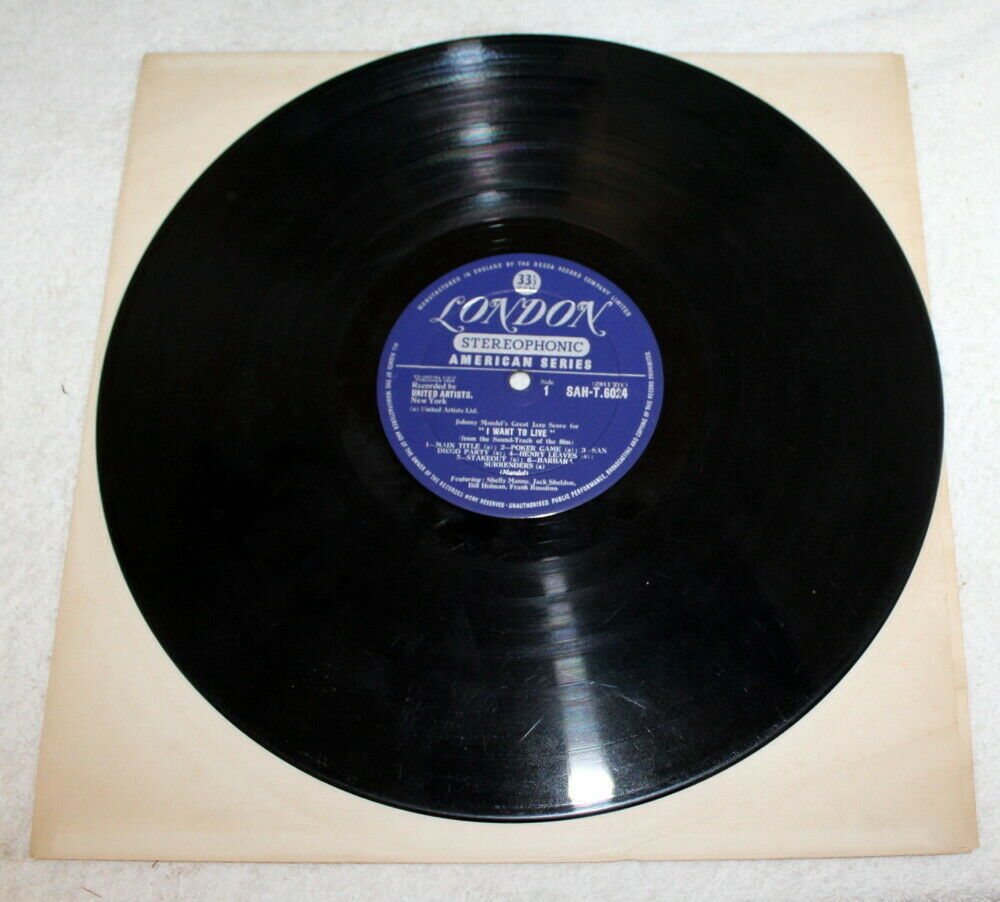 MANUFACTURED IN ENGLAND BY THE DECCA RECORD COMPANY LIMITED
33⅓
LONDON
STEREOPHONIC
AMERICAN SERIES
Recorded by
UNITED ARTISTS.
New York
Side
1
SAH-T.6024
(a) United Artists Ltd.
Johnny Mandel's Great Jazz Score for
"I WANT TO LIVE"
(from the Sound-Track of the film)
1—MAIN TITLE (a); 2—POKER GAME (a); 3—SAN
DIEGO PARTY (a); 4—HENRY LEAVES (a);
5—STAKEOUT (a); 6—BARBARA
SURRENDERS (a)
(Mandel)
Featuring: Shelly Manne, Jack Sheldon,
Bill Holman, Frank Rosolino
ALL RIGHTS OF THE MANUFACTURER AND OF THE OWNER OF THE RECORDED WORK RESERVED · UNAUTHORISED PUBLIC PERFORMANCE, BROADCASTING AND COPYING OF THIS RECORD PROHIBITED